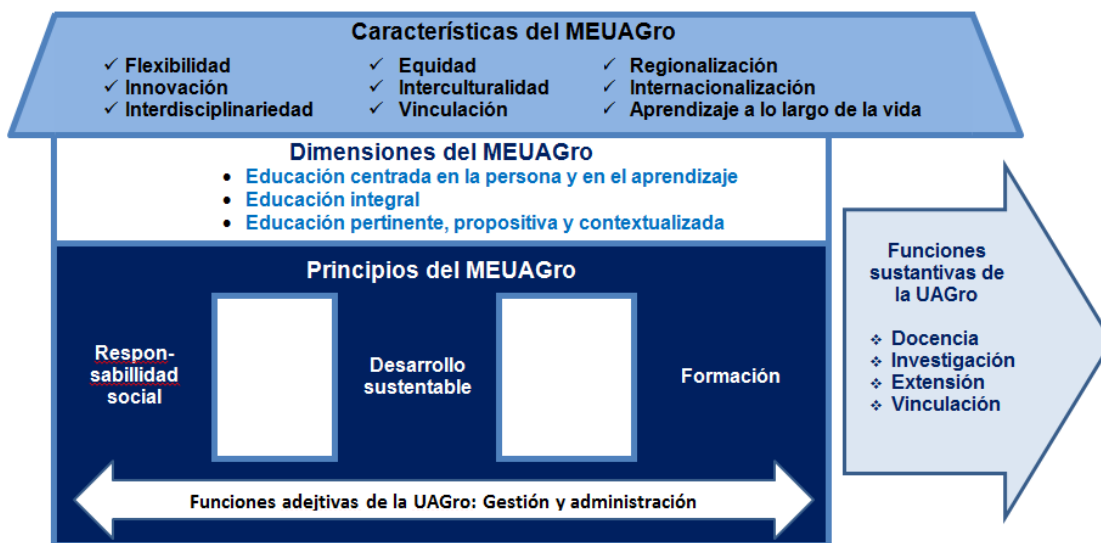 Características del MEUAGro
✓ Flexibilidad
✓ Innovación
✓ Interdisciplinariedad
✓ Equidad
✓ Interculturalidad
✓ Vinculación
✓ Regionalización
✓ Internacionalización
✓ Aprendizaje a lo largo de la vida
Dimensiones del MEUAGro
• Educación centrada en la persona y en el aprendizaje
• Educación integral
• Educación pertinente, propositiva y contextualizada
Principios del MEUAGro
Respon-
sabillidad
social
Desarrollo
sustentable
Formación
Funciones adejtivas de la UAGro: Gestión y administración
Funciones
sustantivas de
la UAGro
❖ Docencia
❖ Investigación
❖ Extensión
❖ Vinculación